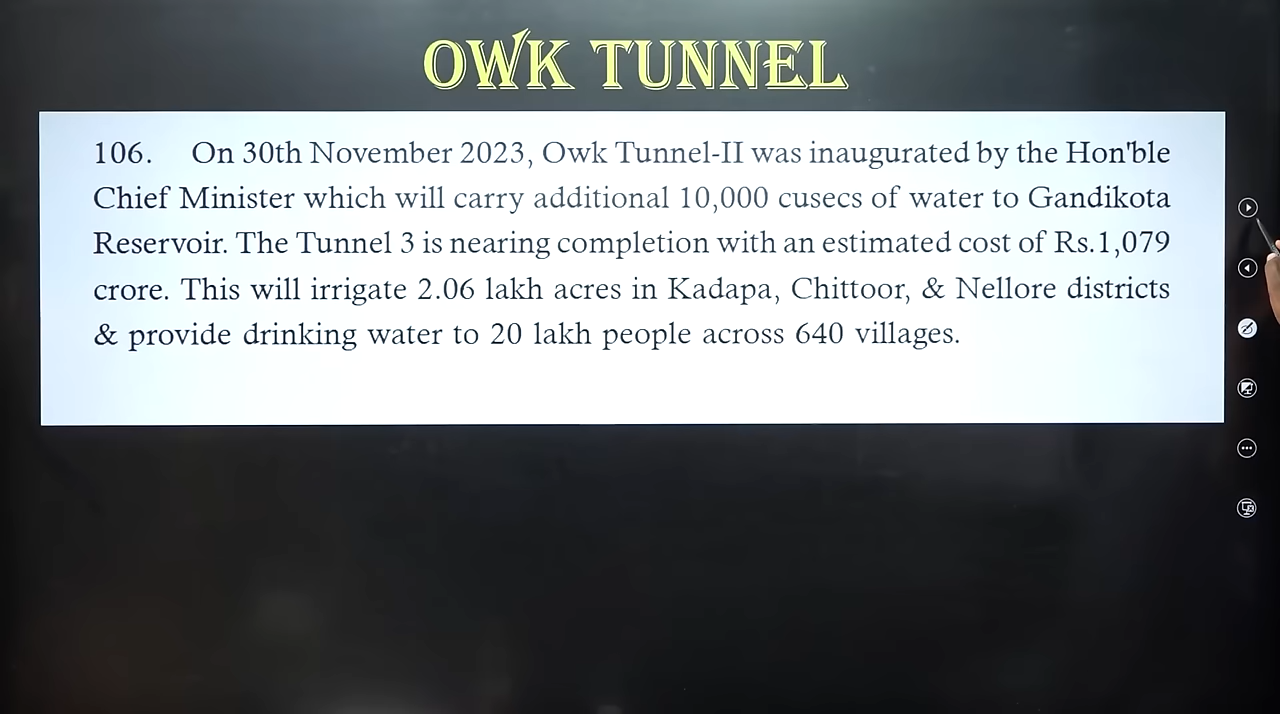 OWK TUNNEL
106. On 30th November 2023, Owk Tunnel-II was inaugurated by the Hon'ble
Chief Minister which will carry additional 10,000 cusecs of water to Gandikota
Reservoir. The Tunnel 3 is nearing completion with an estimated cost of Rs.1,079
crore. This will irrigate 2.06 lakh acres in Kadapa, Chittoor, & Nellore districts
& provide drinking water to 20 lakh people across 640 villages.